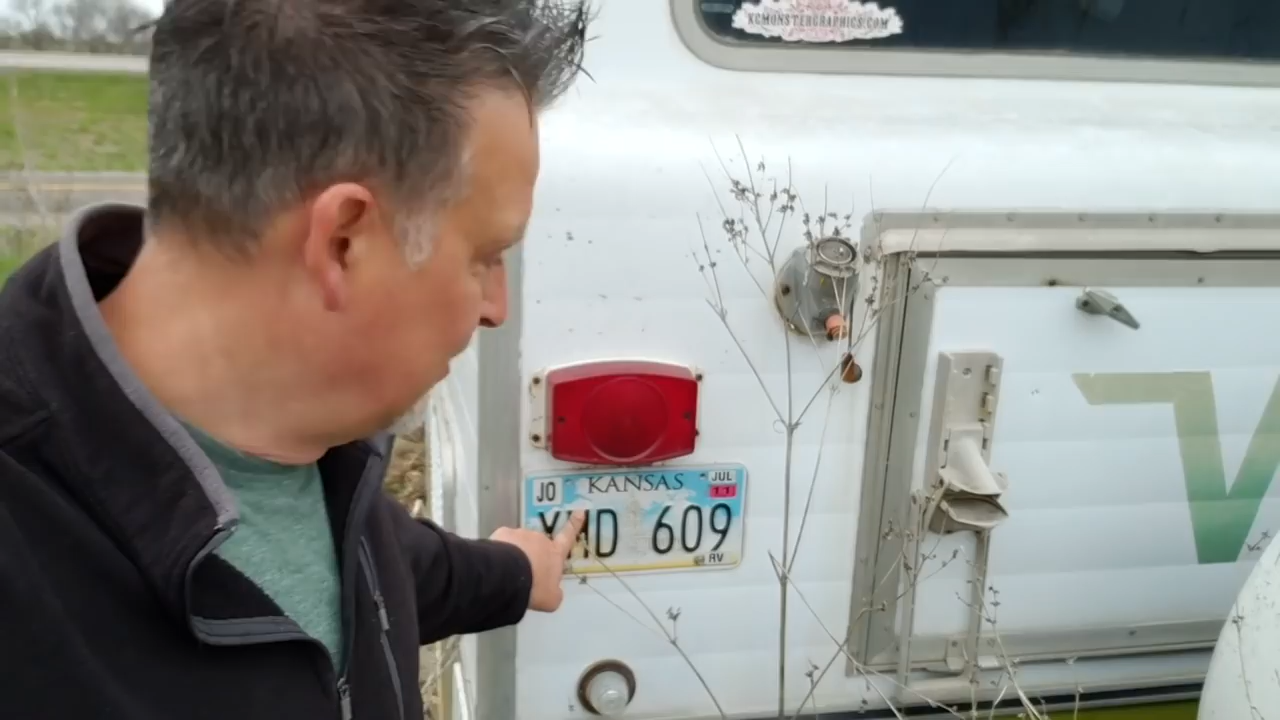 KCMONSTERGRAPHICS.COM
JO KANSAS JUL
11
XHD 609
RV
W